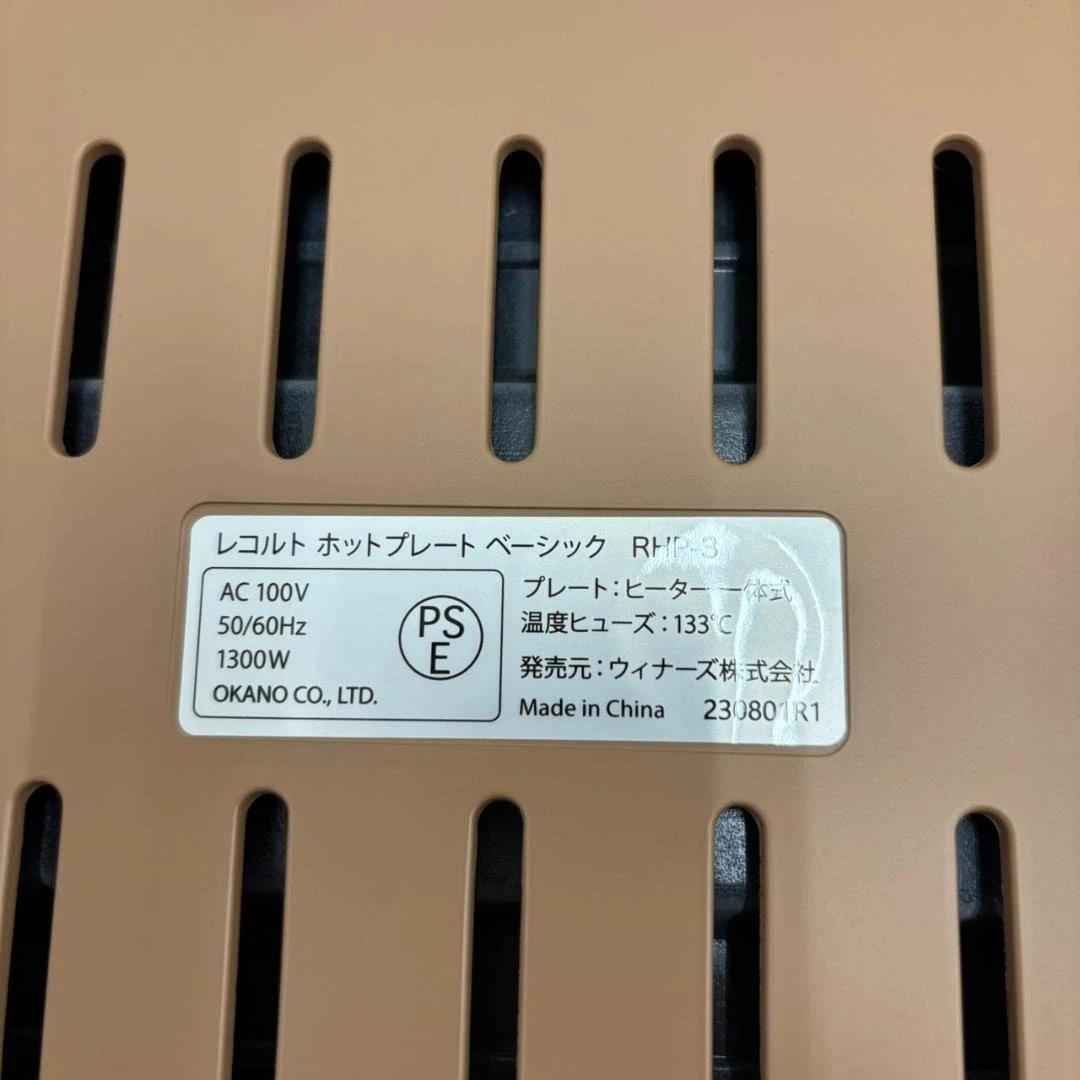 レコルト ホットプレート ベーシック RHP-3
AC 100V
50/60Hz
1300W
OKANO CO., LTD.
PSE
プレート：ヒーター一体式
温度ヒューズ：133℃
発売元：ウィナーズ株式会社
Made in China 230801R1